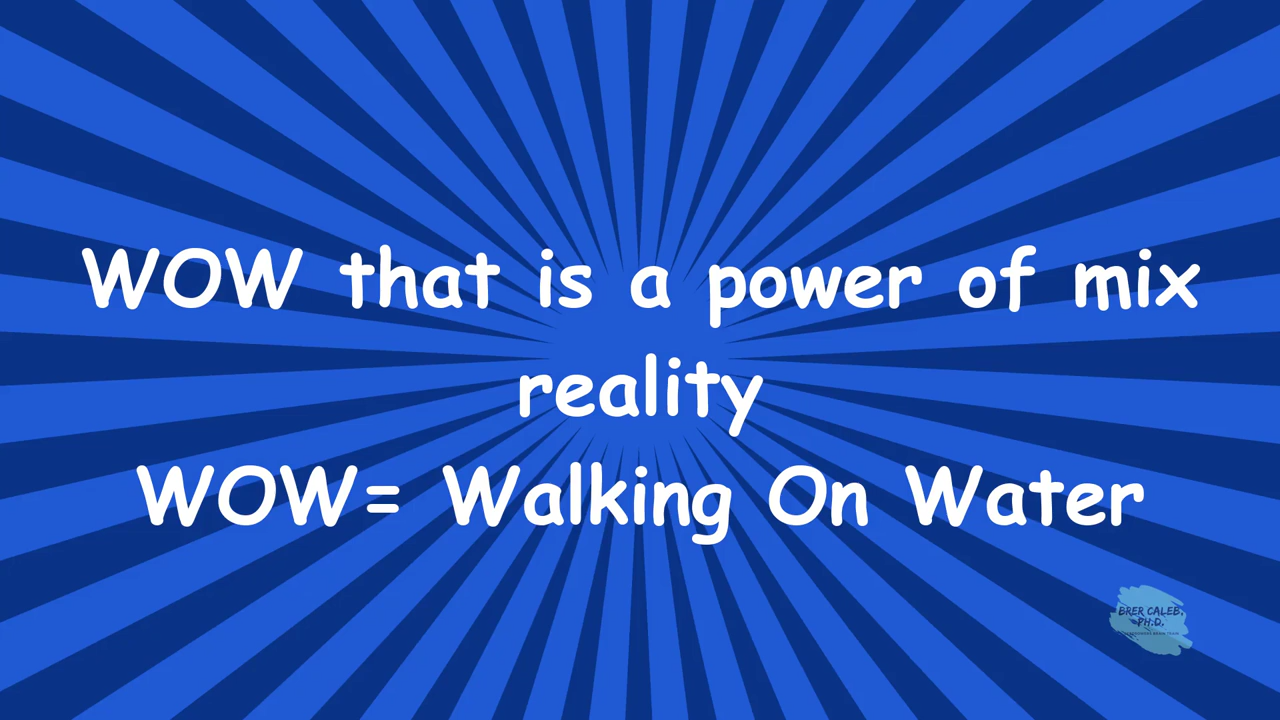 WOW that is a power of mix
reality
WOW= Walking On Water
BRER CALEB,
PH.D.